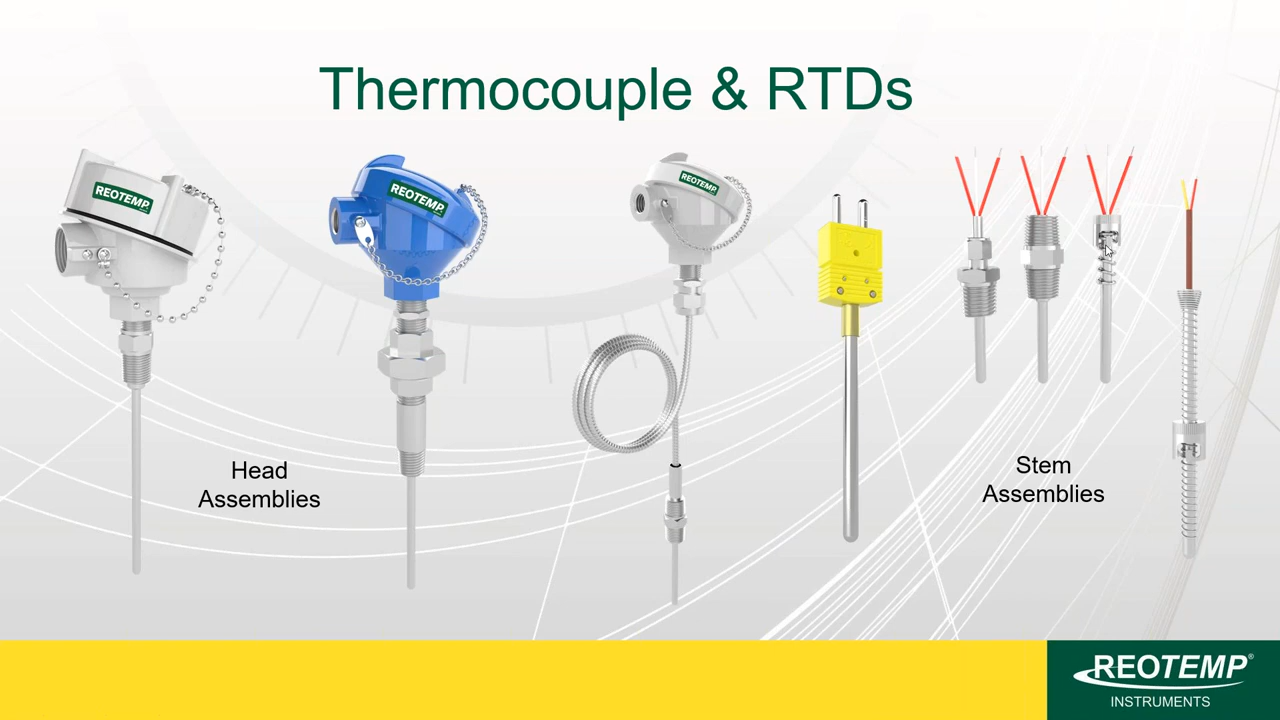 Thermocouple & RTDs
REOTEMP
REOTEMP
REOTEMP
Head
Assemblies
Stem
Assemblies
REOTEMP®
INSTRUMENTS